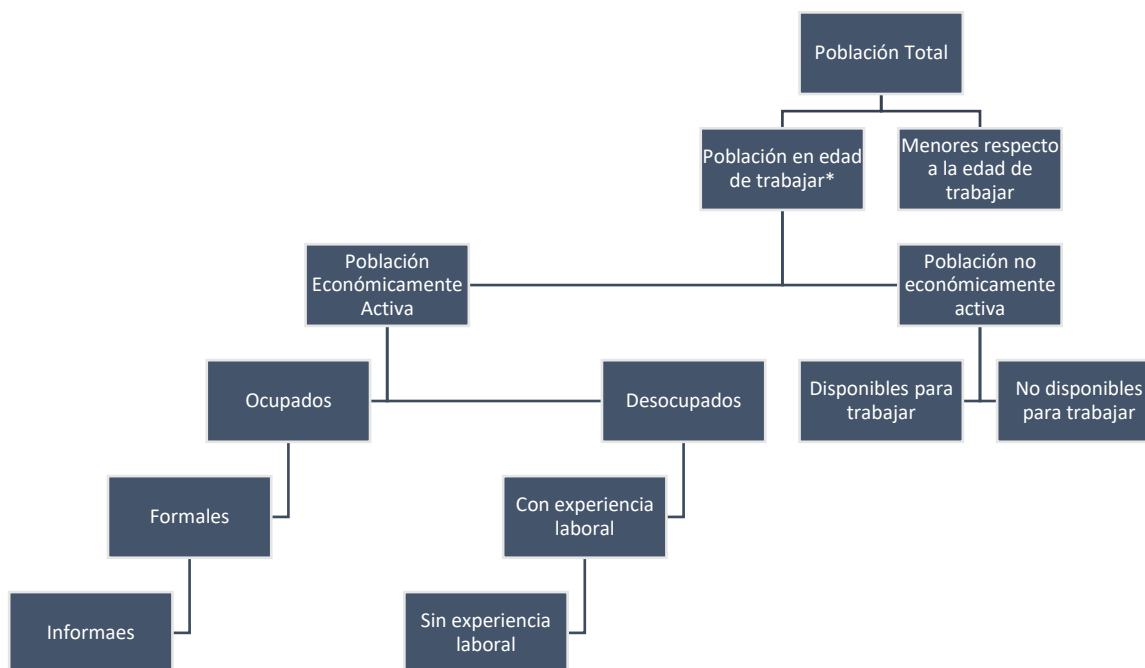 Población Total
Población en edad
de trabajar*
Menores respecto
a la edad de
trabajar
Población
Económicamente
Activa
Población no
económicamente
activa
Ocupados
Desocupados
Disponibles para
trabajar
No disponibles
para trabajar
Formales
Con experiencia
laboral
Informaes
Sin experiencia
laboral